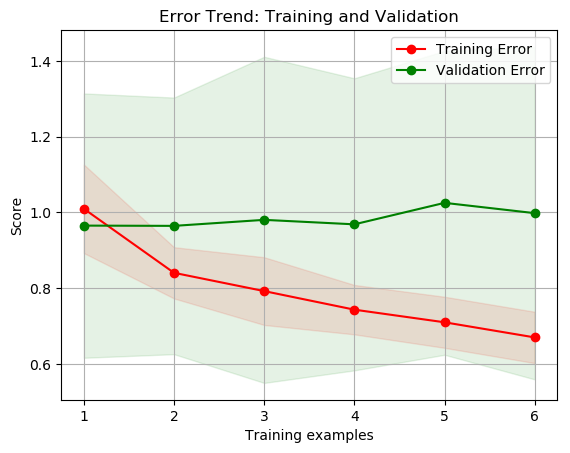 Error Trend: Training and Validation
Training Error
Validation Error
1.4
1.2
1.0
0.8
0.6
Score
1 2 3 4 5 6
Training examples